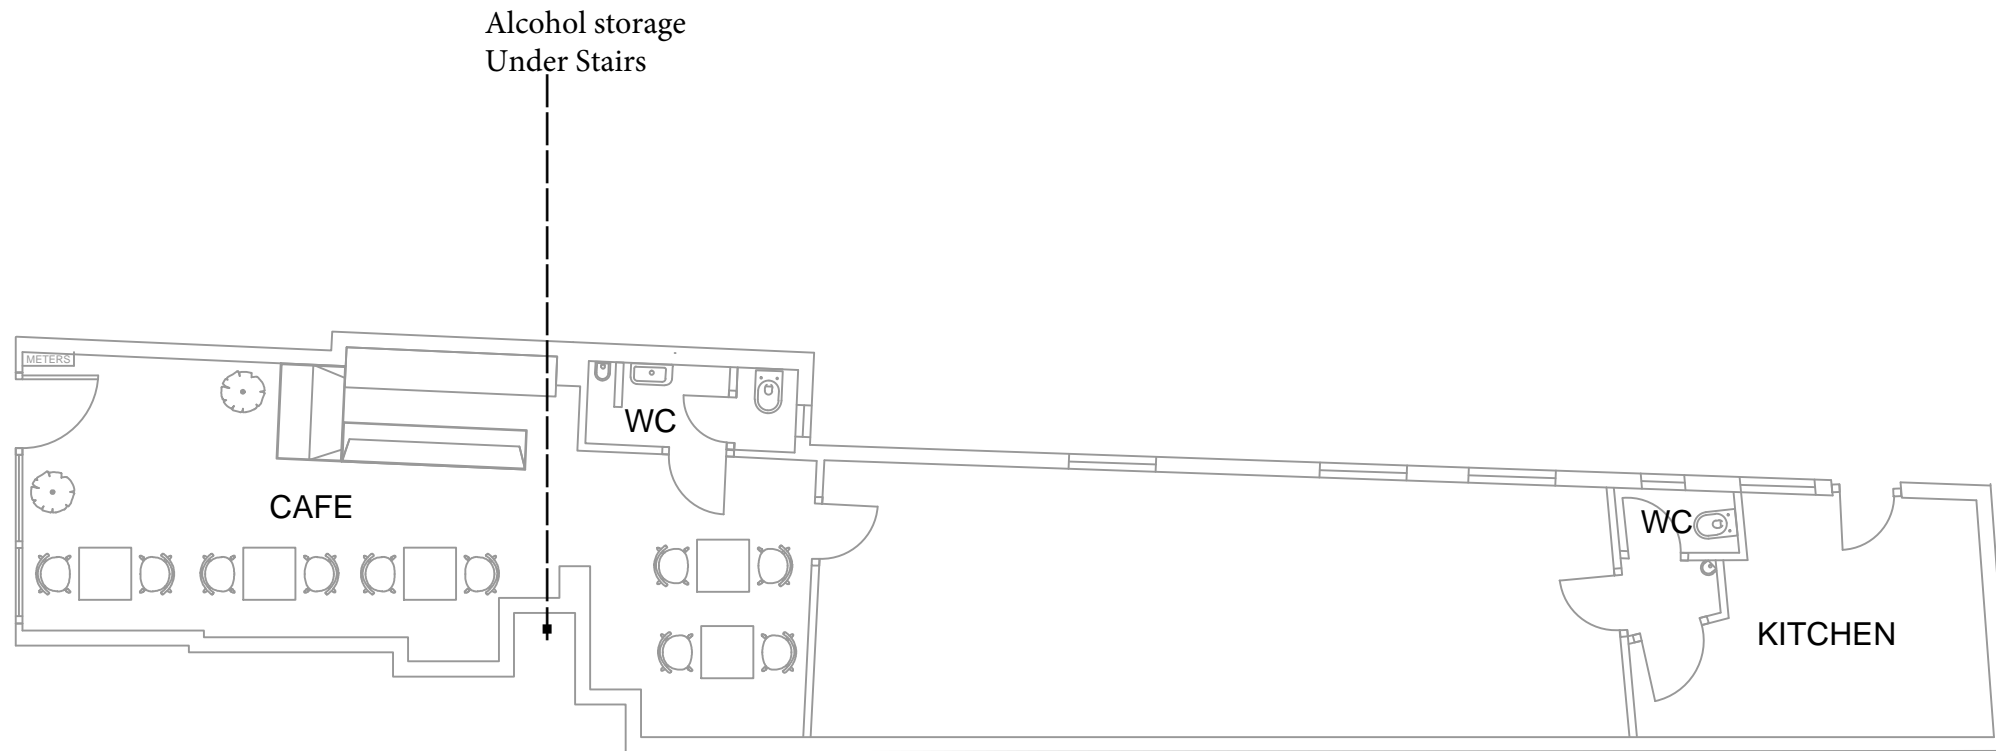 Alcohol storage
Under Stairs
METERS
WC
CAFE
WC
KITCHEN